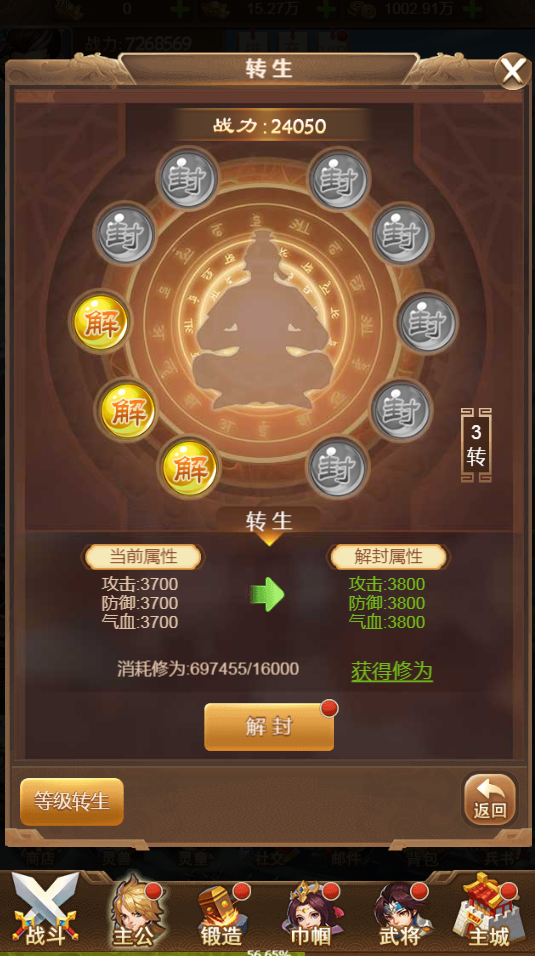 0 15.27万 1002.91万
战力:7268569
转生
战力:24050
封 封
封 封
解 封
解 封
解 封
3转
转生
当前属性 解封属性
攻击:3700 攻击:3800
防御:3700 防御:3800
气血:3700 气血:3800
消耗修为:697455/16000 获得修为
解封
等级转生 返回
商店 灵兽 灵童 社交 邮件 背包 兵书
战斗 主公 锻造 巾帼 武将 主城
56.65%